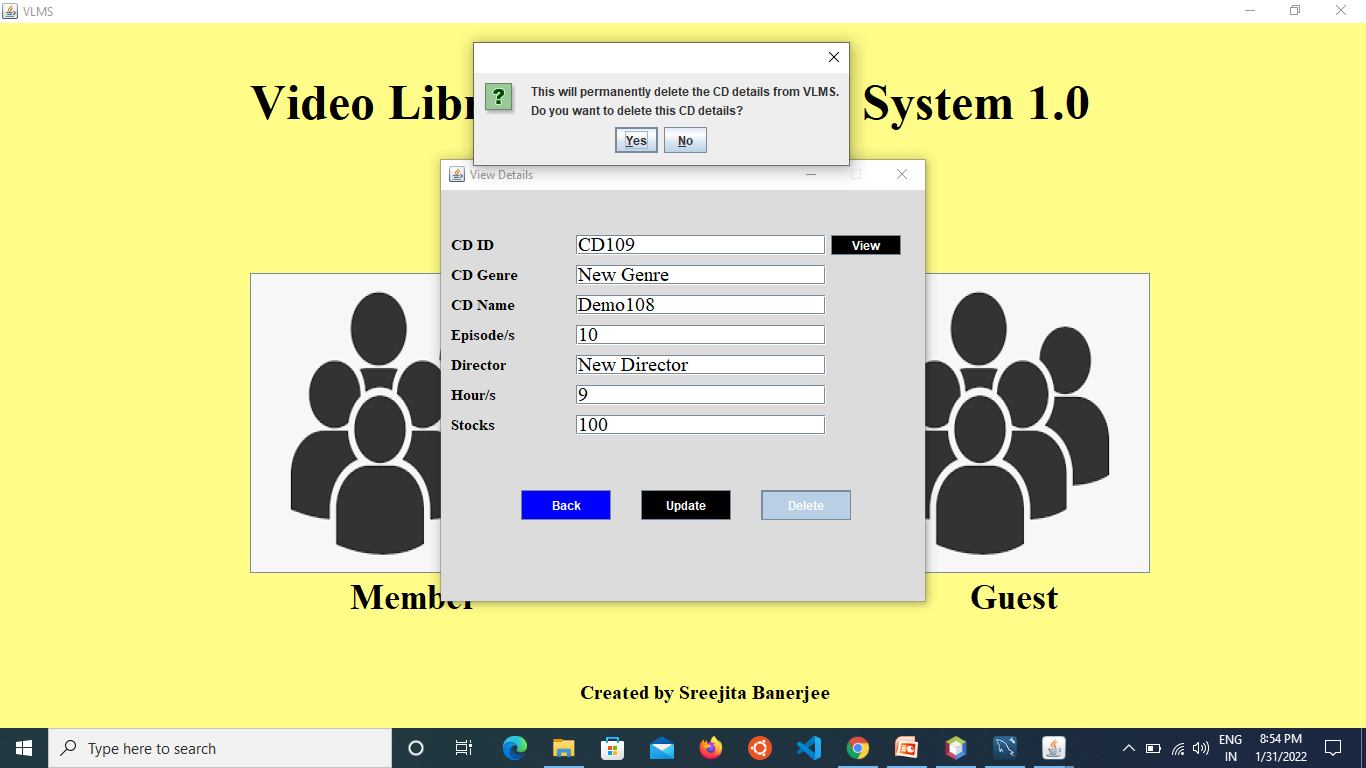 VLMS
Video Libr
System 1.0
This will permanently delete the CD details from VLMS.
Do you want to delete this CD details?
Yes
No
View Details
CD ID CD109 View
CD Genre New Genre
CD Name Demo108
Episode/s 10
Director New Director
Hour/s 9
Stocks 100
Back Update Delete
Member
Guest
Created by Sreejita Banerjee
Type here to search
ENG
IN
8:54 PM
1/31/2022